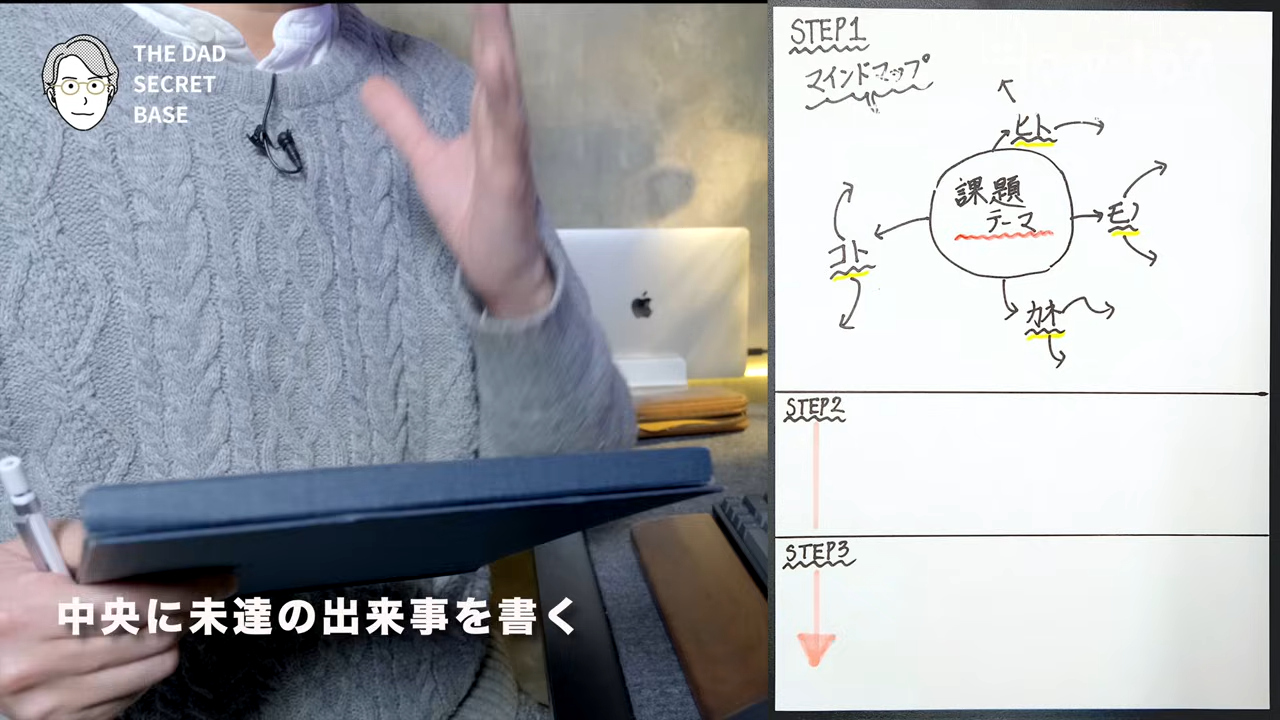 THE DAD
SECRET
BASE
中央に未達の出来事を書く
STEP1
マインドマップ
ヒト
課題
テーマ
モノ
コト
カネ
STEP2
STEP3